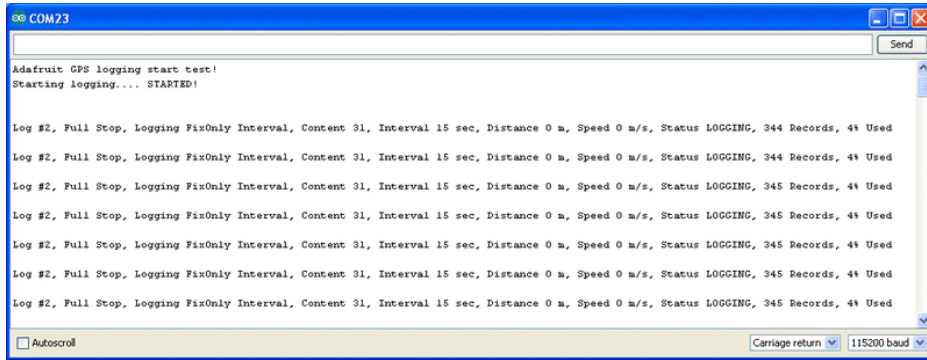 COM23
Send
Adafruit GPS logging start test!
Starting logging.... STARTED!
Log #2, Full Stop, Logging FixOnly Interval, Content 31, Interval 15 sec, Distance 0 m, Speed 0 m/s, Status LOGGING, 344 Records, 4% Used
Log #2, Full Stop, Logging FixOnly Interval, Content 31, Interval 15 sec, Distance 0 m, Speed 0 m/s, Status LOGGING, 344 Records, 4% Used
Log #2, Full Stop, Logging FixOnly Interval, Content 31, Interval 15 sec, Distance 0 m, Speed 0 m/s, Status LOGGING, 345 Records, 4% Used
Log #2, Full Stop, Logging FixOnly Interval, Content 31, Interval 15 sec, Distance 0 m, Speed 0 m/s, Status LOGGING, 345 Records, 4% Used
Log #2, Full Stop, Logging FixOnly Interval, Content 31, Interval 15 sec, Distance 0 m, Speed 0 m/s, Status LOGGING, 345 Records, 4% Used
Log #2, Full Stop, Logging FixOnly Interval, Content 31, Interval 15 sec, Distance 0 m, Speed 0 m/s, Status LOGGING, 345 Records, 4% Used
Log #2, Full Stop, Logging FixOnly Interval, Content 31, Interval 15 sec, Distance 0 m, Speed 0 m/s, Status LOGGING, 345 Records, 4% Used
Autoscroll
Carriage return
115200 baud